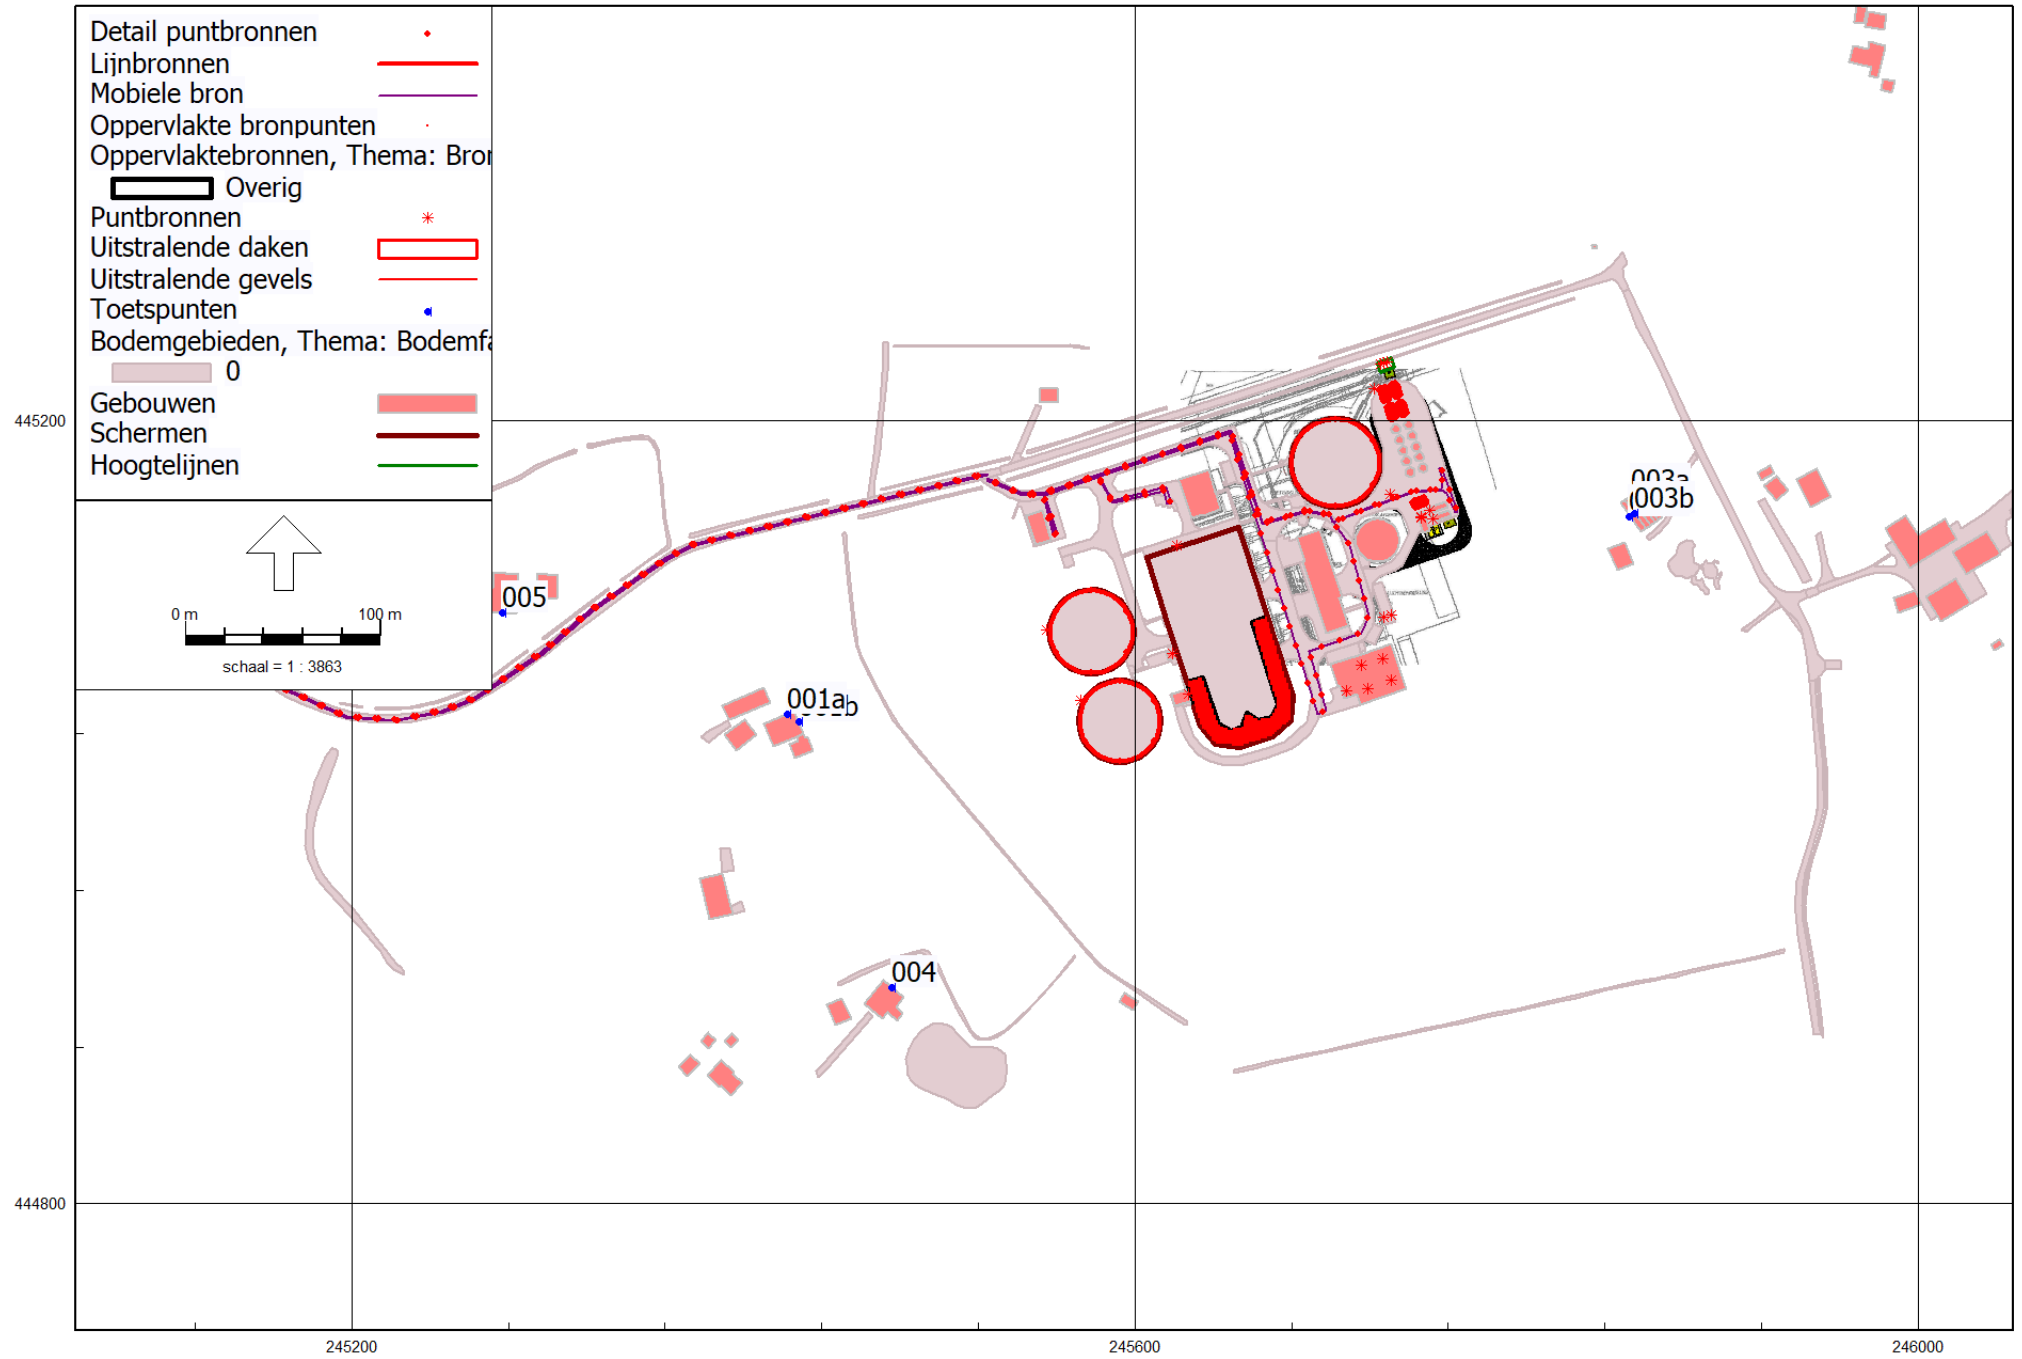 Detail puntbronnen
Lijnbronnen
Mobiele bron
Oppervlakte bronpunten
Oppervlaktebronnen, Thema: Bron
Overig
Puntbronnen
Uitstralende daken
Uitstralende gevels
Toetspunten
Bodemgebieden, Thema: Bodemfa
0
Gebouwen
Schermen
Hoogtelijnen
0 m 100 m
schaal = 1 : 3863
445200
444800
245200
245600
246000
003a
003b
005
001a
001b
004